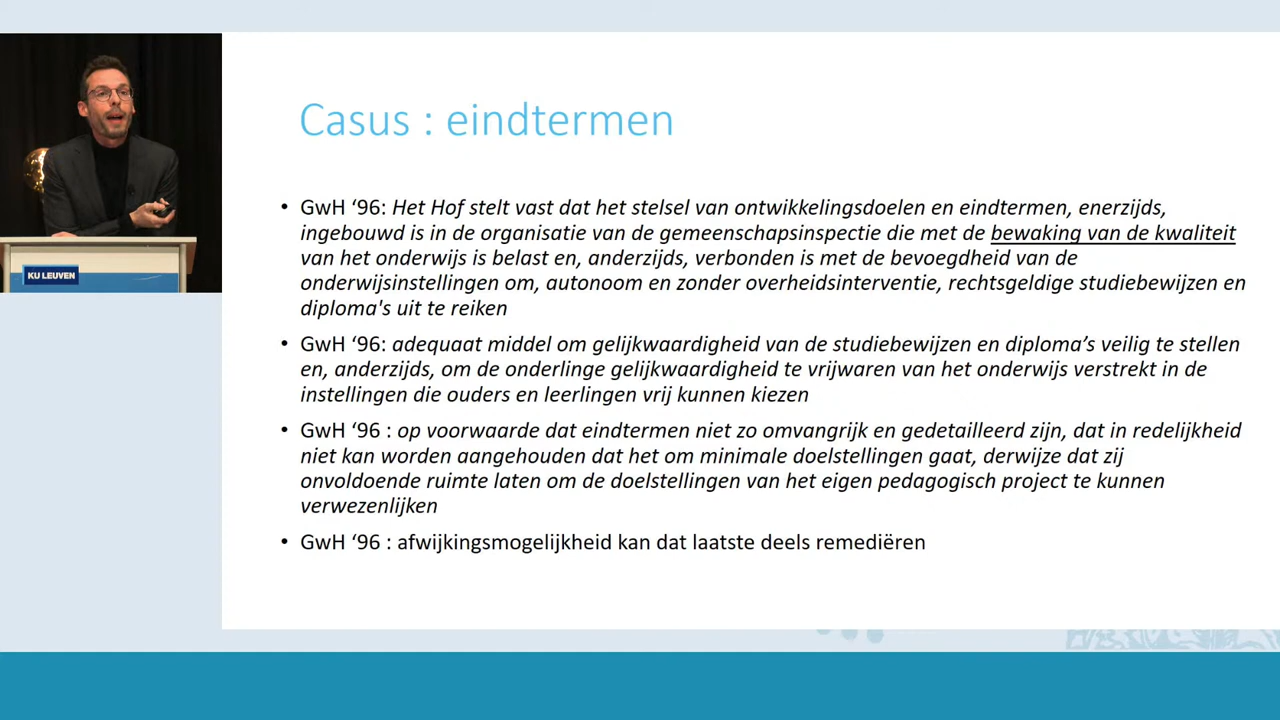 Casus : eindtermen
KU LEUVEN
• GwH ‘96: Het Hof stelt vast dat het stelsel van ontwikkelingsdoelen en eindtermen, enerzijds,
ingebouwd is in de organisatie van de gemeenschapsinspectie die met de bewaking van de kwaliteit
van het onderwijs is belast en, anderzijds, verbonden is met de bevoegdheid van de
onderwijsinstellingen om, autonoom en zonder overheidsinterventie, rechtsgeldige studiebewijzen en
diploma's uit te reiken
• GwH ‘96: adequaat middel om gelijkwaardigheid van de studiebewijzen en diploma’s veilig te stellen
en, anderzijds, om de onderlinge gelijkwaardigheid te vrijwaren van het onderwijs verstrekt in de
instellingen die ouders en leerlingen vrij kunnen kiezen
• GwH ‘96 : op voorwaarde dat eindtermen niet zo omvangrijk en gedetailleerd zijn, dat in redelijkheid
niet kan worden aangehouden dat het om minimale doelstellingen gaat, derwijze dat zij
onvoldoende ruimte laten om de doelstellingen van het eigen pedagogisch project te kunnen
verwezenlijken
• GwH ‘96 : afwijkingsmogelijkheid kan dat laatste deels remediëren